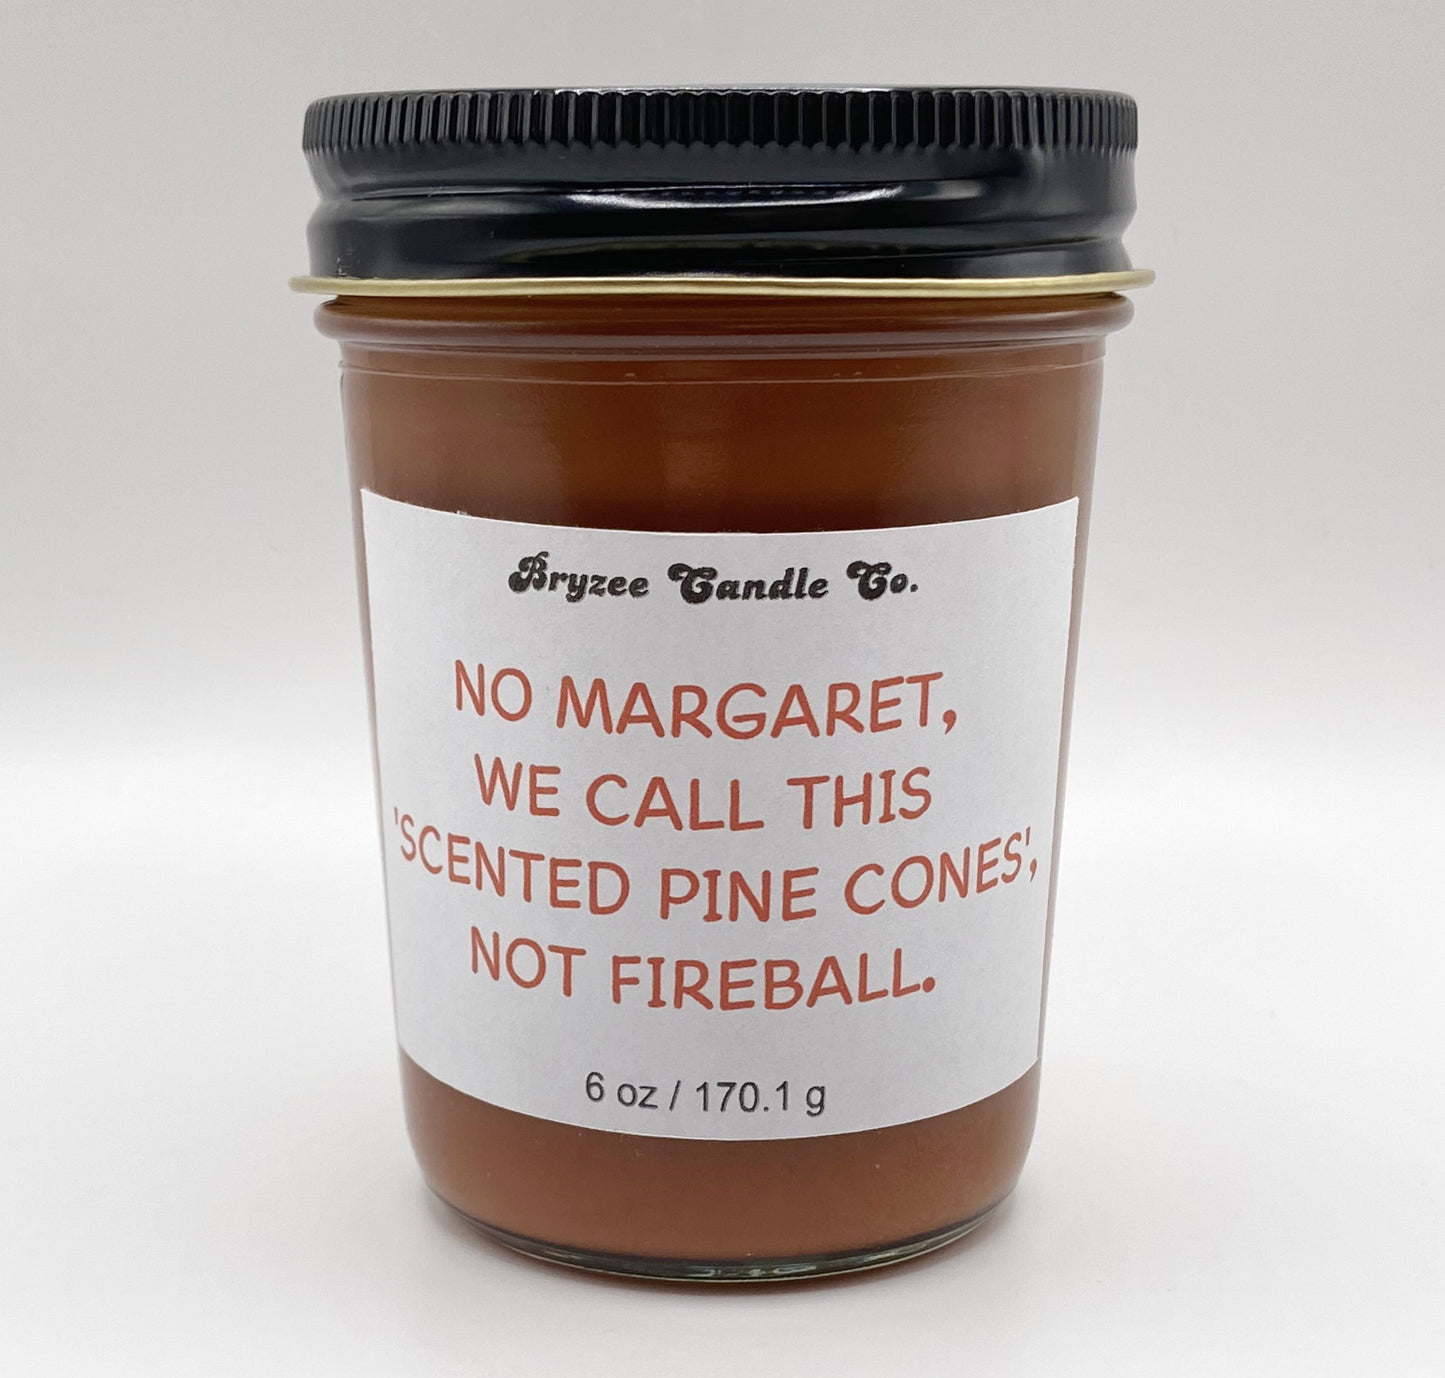 Bryzee Candle Co.
NO MARGARET,
WE CALL THIS
'SCENTED PINE CONES',
NOT FIREBALL.
6 oz / 170.1 g